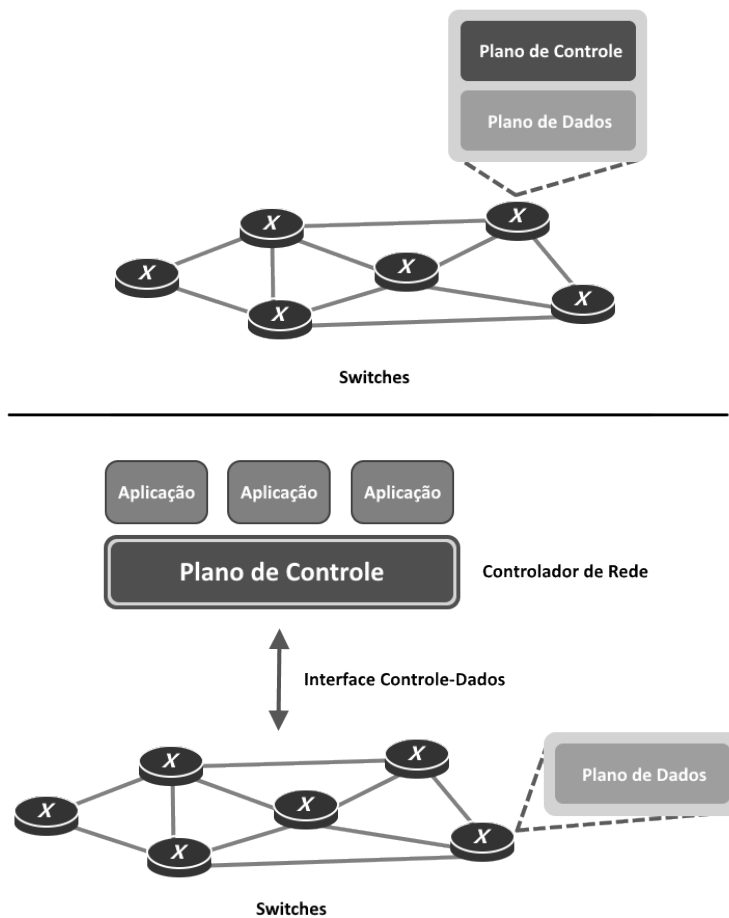 Plano de Controle
Plano de Dados
X
X
X
X
X
X
Switches
Aplicação
Aplicação
Aplicação
Plano de Controle
Controlador de Rede
Interface Controle-Dados
X
X
X
X
X
X
Plano de Dados
Switches